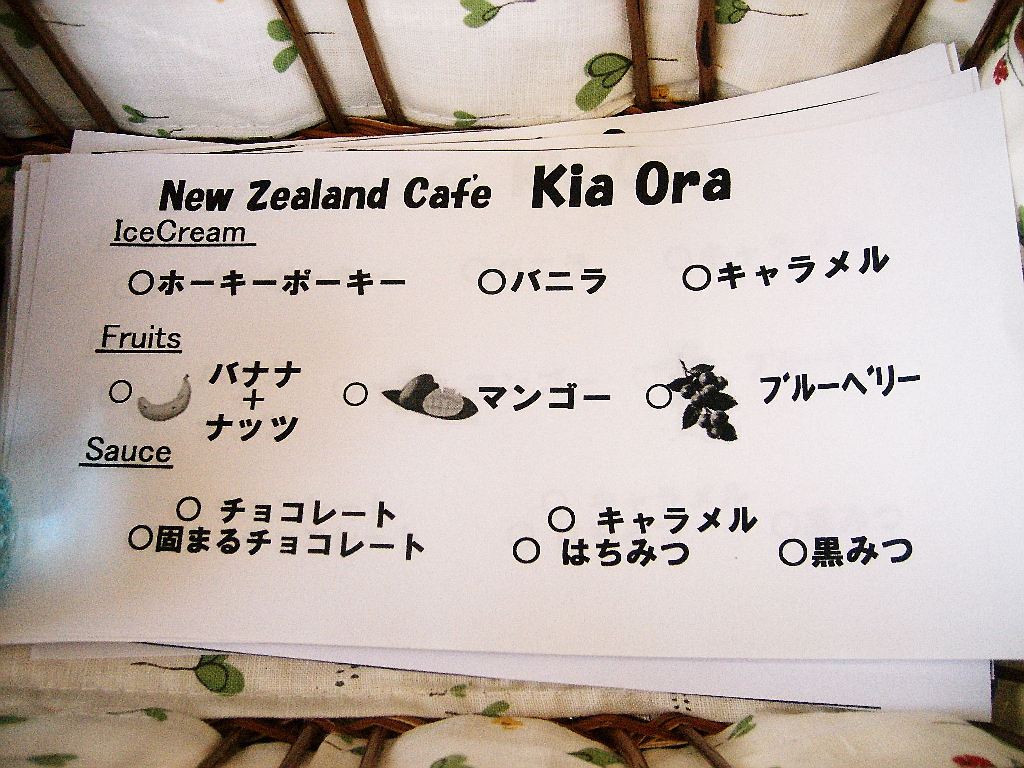 New Zealand Cafe' Kia Ora
IceCream
○ホーキーポーキー ○バニラ ○キャラメル
Fruits
○ バナナ
+
ナッツ
○ マンゴー
○ ブルーベリー
Sauce
○ チョコレート ○ キャラメル
○固まるチョコレート ○ はちみつ ○黒みつ